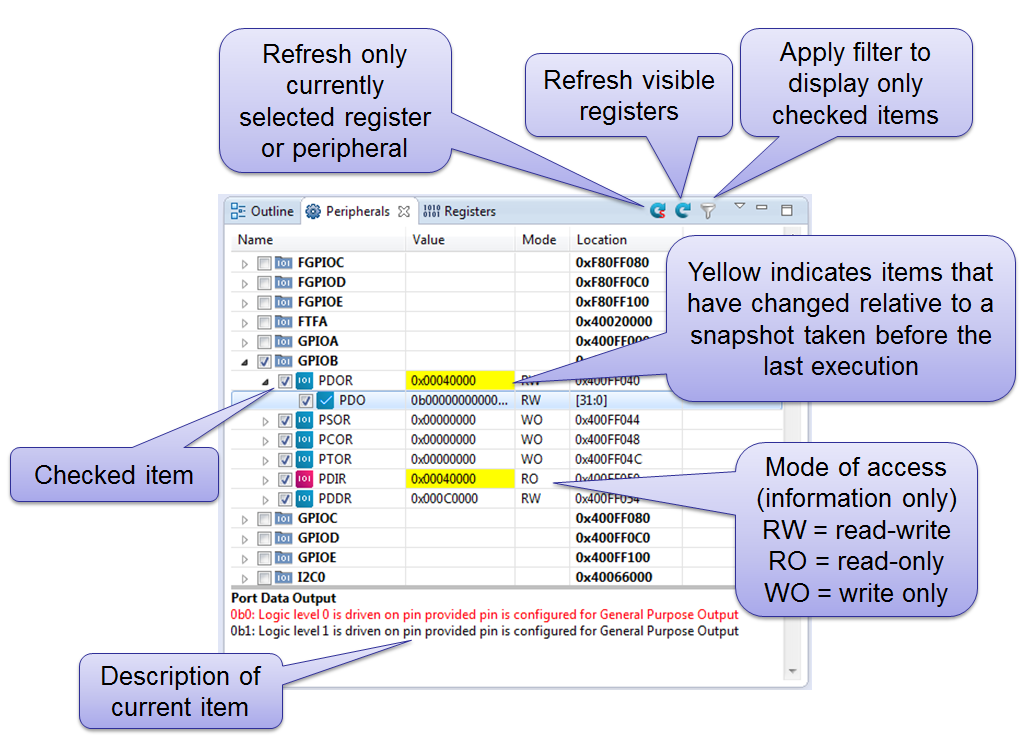 Refresh only
currently
selected register
or peripheral
Refresh visible
registers
Apply filter to
display only
checked items
Outline Peripherals Registers
Name Value Mode Location
FGPIOC 0xF80FF080
FGPIOD 0xF80FF0C0
FGPIOE 0xF80FF100
FTFA 0x40020000
GPIOA
GPIOB
PDOR 0x00040000 RW 0x400FF040
PDO 0b00000000000... RW [31:0]
PSOR 0x00000000 WO 0x400FF044
PCOR 0x00000000 WO 0x400FF048
PTOR 0x00000000 WO 0x400FF04C
PDIR 0x00040000 RO
PDDR 0x000C0000 RW 0x400FF054
GPIOC 0x400FF080
GPIOD 0x400FF0C0
GPIOE 0x400FF100
I2C0 0x40066000
Yellow indicates items that
have changed relative to a
snapshot taken before the
last execution
Checked item
Mode of access
(information only)
RW = read-write
RO = read-only
WO = write only
Port Data Output
0b0: Logic level 0 is driven on pin provided pin is configured for General Purpose Output
0b1: Logic level 1 is driven on pin provided pin is configured for General Purpose Output
Description of
current item